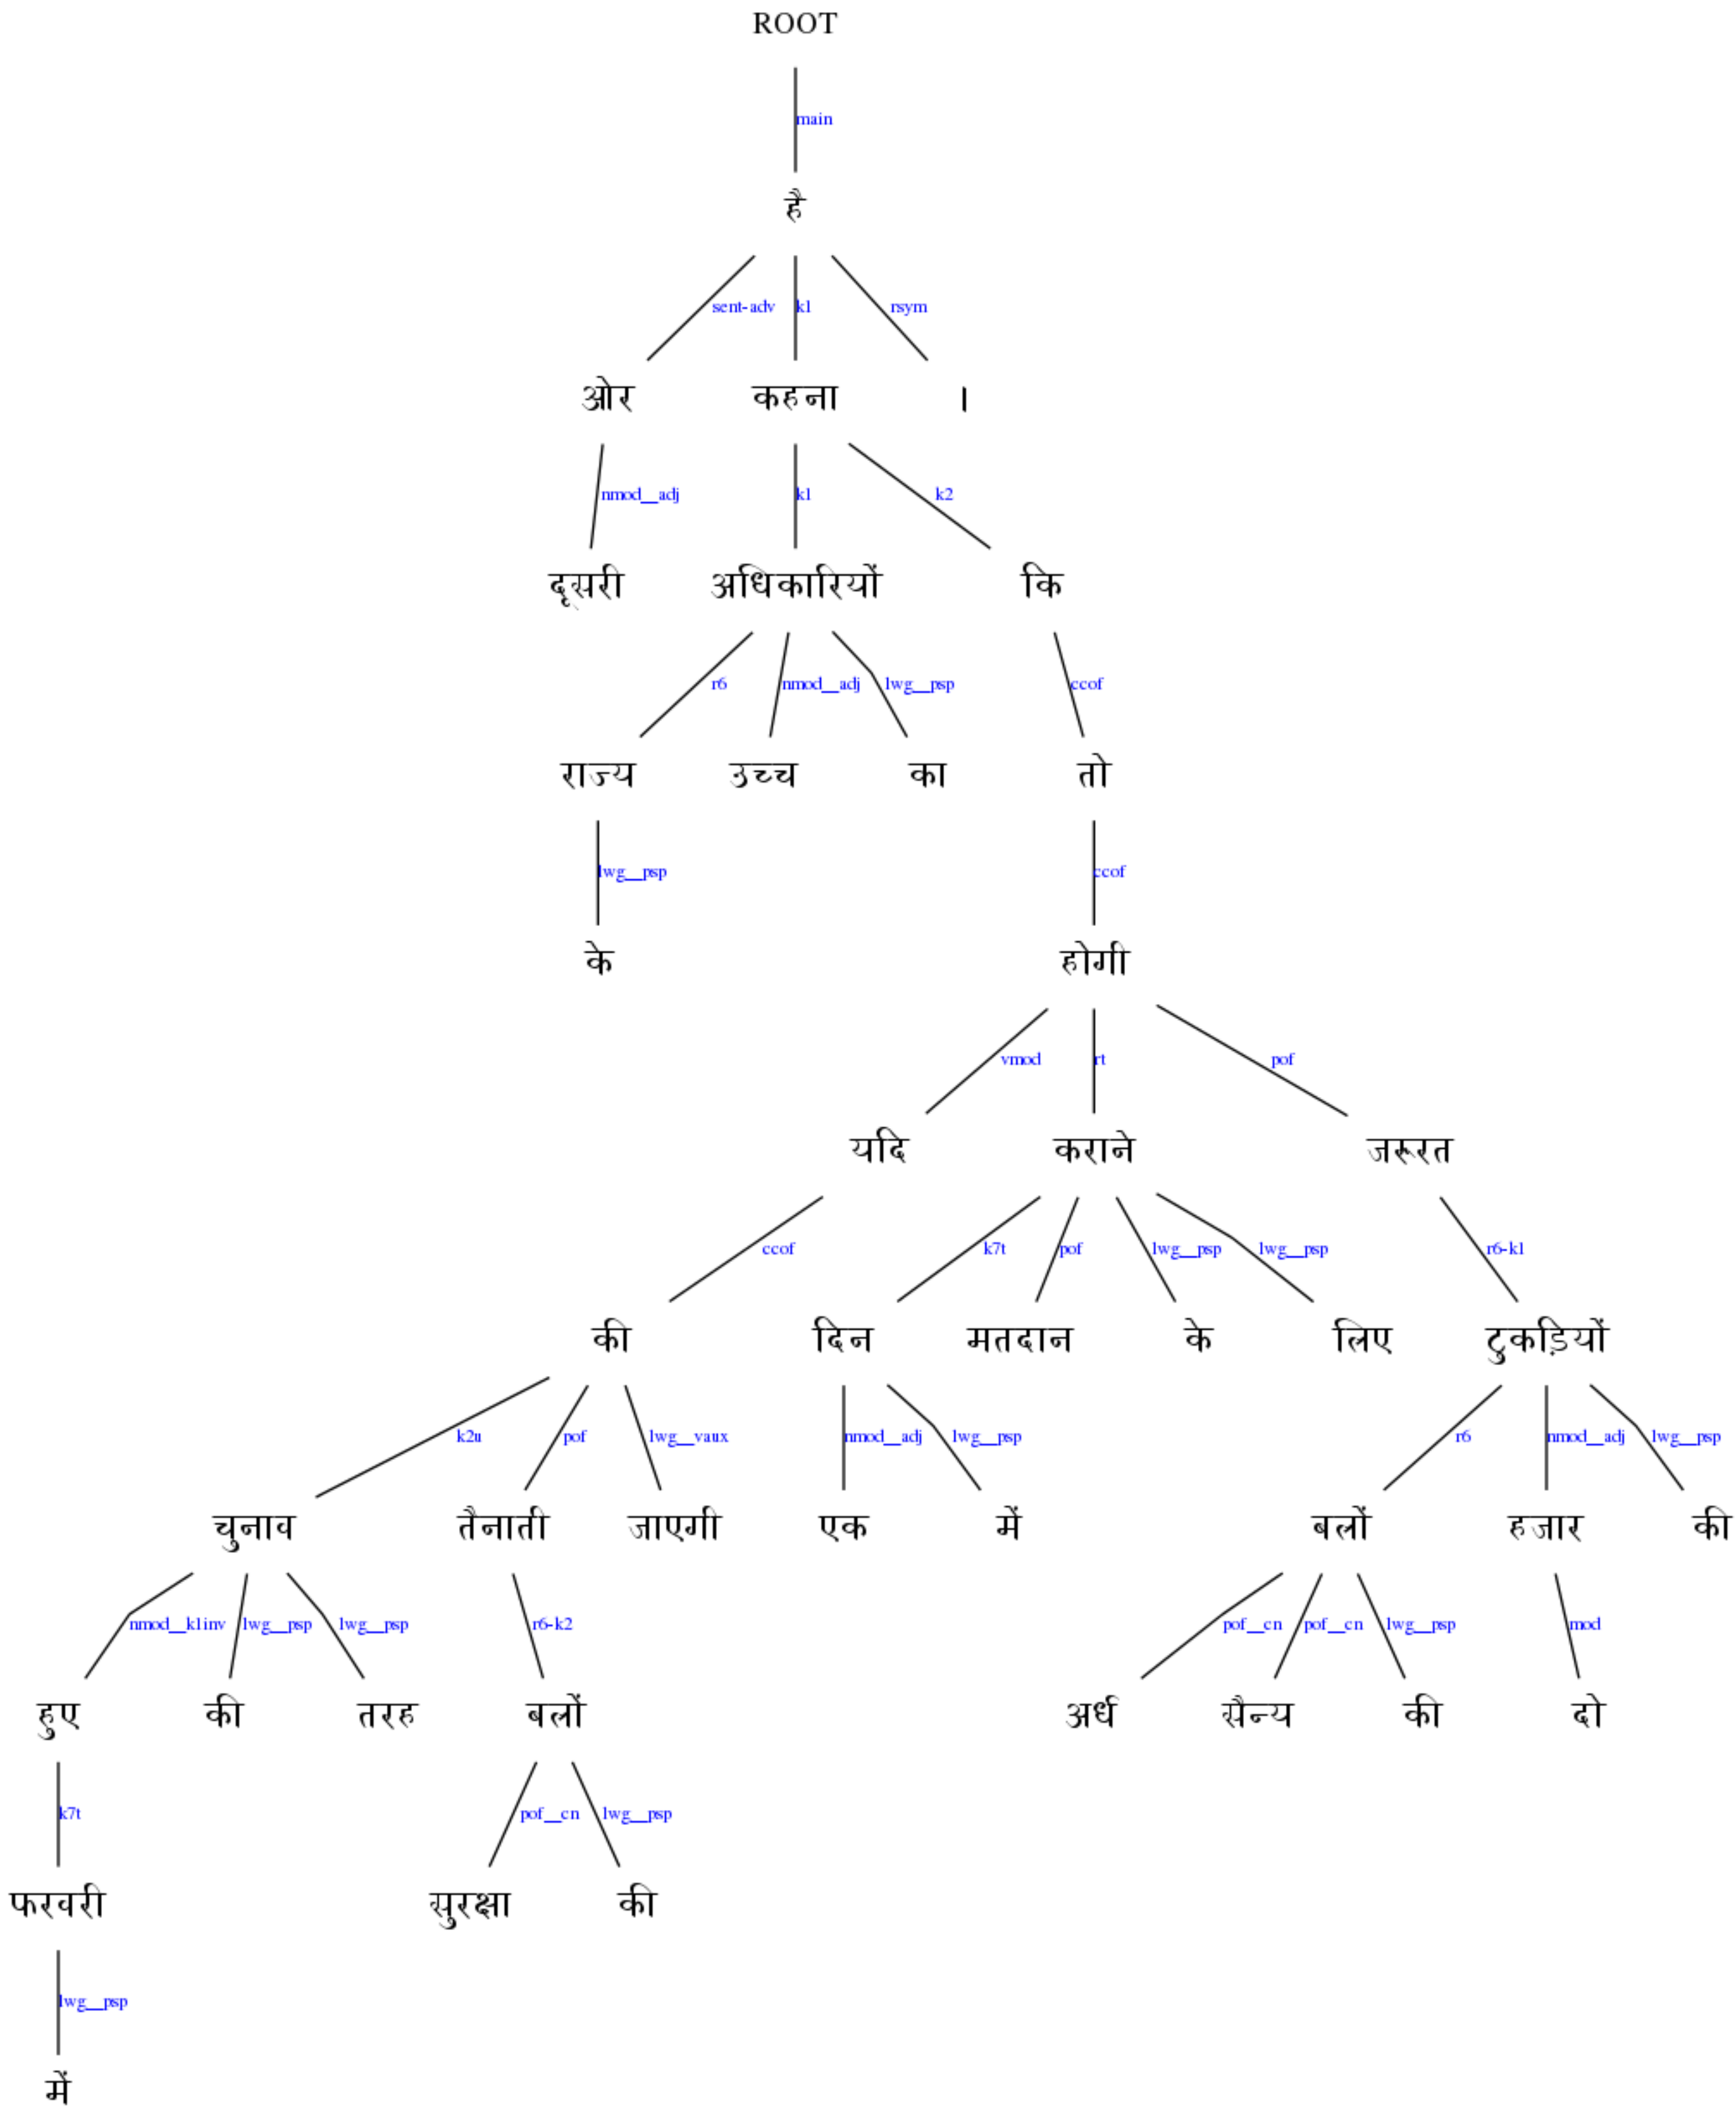 ROOT
main
है
sent-adv k1 rsym
ओर कहना ।
nmod__adj k1 k2
दूसरी अधिकारियों कि
r6 nmod__adj lwg__psp ccof
राज्य उच्च का तो
lwg__psp ccof
के होगी
vmod rt pof
यदि कराने जरूरत
ccof k7t pof lwg__psp lwg__psp r6-k1
की दिन मतदान के लिए टुकड़ियों
k2u pof lwg__vaux nmod__adj lwg__psp r6 nmod__adj lwg__psp
चुनाव तैनाती जाएगी एक में बलों हजार की
nmod__k1inv lwg__psp lwg__psp r6-k2 pof__cn pof__cn lwg__psp mod
हुए की तरह बलों अर्ध सैन्य की दो
k7t pof__cn lwg__psp
फरवरी सुरक्षा की
lwg__psp
में